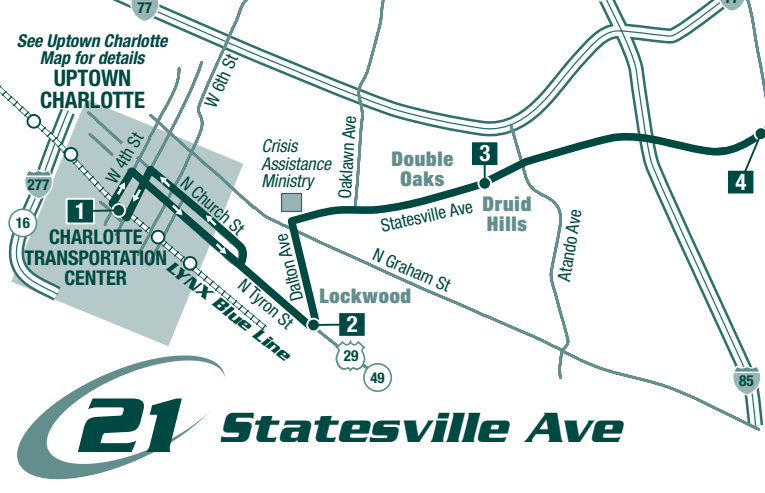 77
77
See Uptown Charlotte
Map for details
UPTOWN
CHARLOTTE
W 6th St
W 4th St
Crisis
Assistance
Ministry
Oaklawn Ave
Double
Oaks
3
4
277
16
1
N Church St
Statesville Ave
Druid
Hills
CHARLOTTE
TRANSPORTATION
CENTER
Dalton Ave
N Graham St
Atando Ave
LYNX Blue Line
N Tyron St
Lockwood
2
29
49
85
21 Statesville Ave